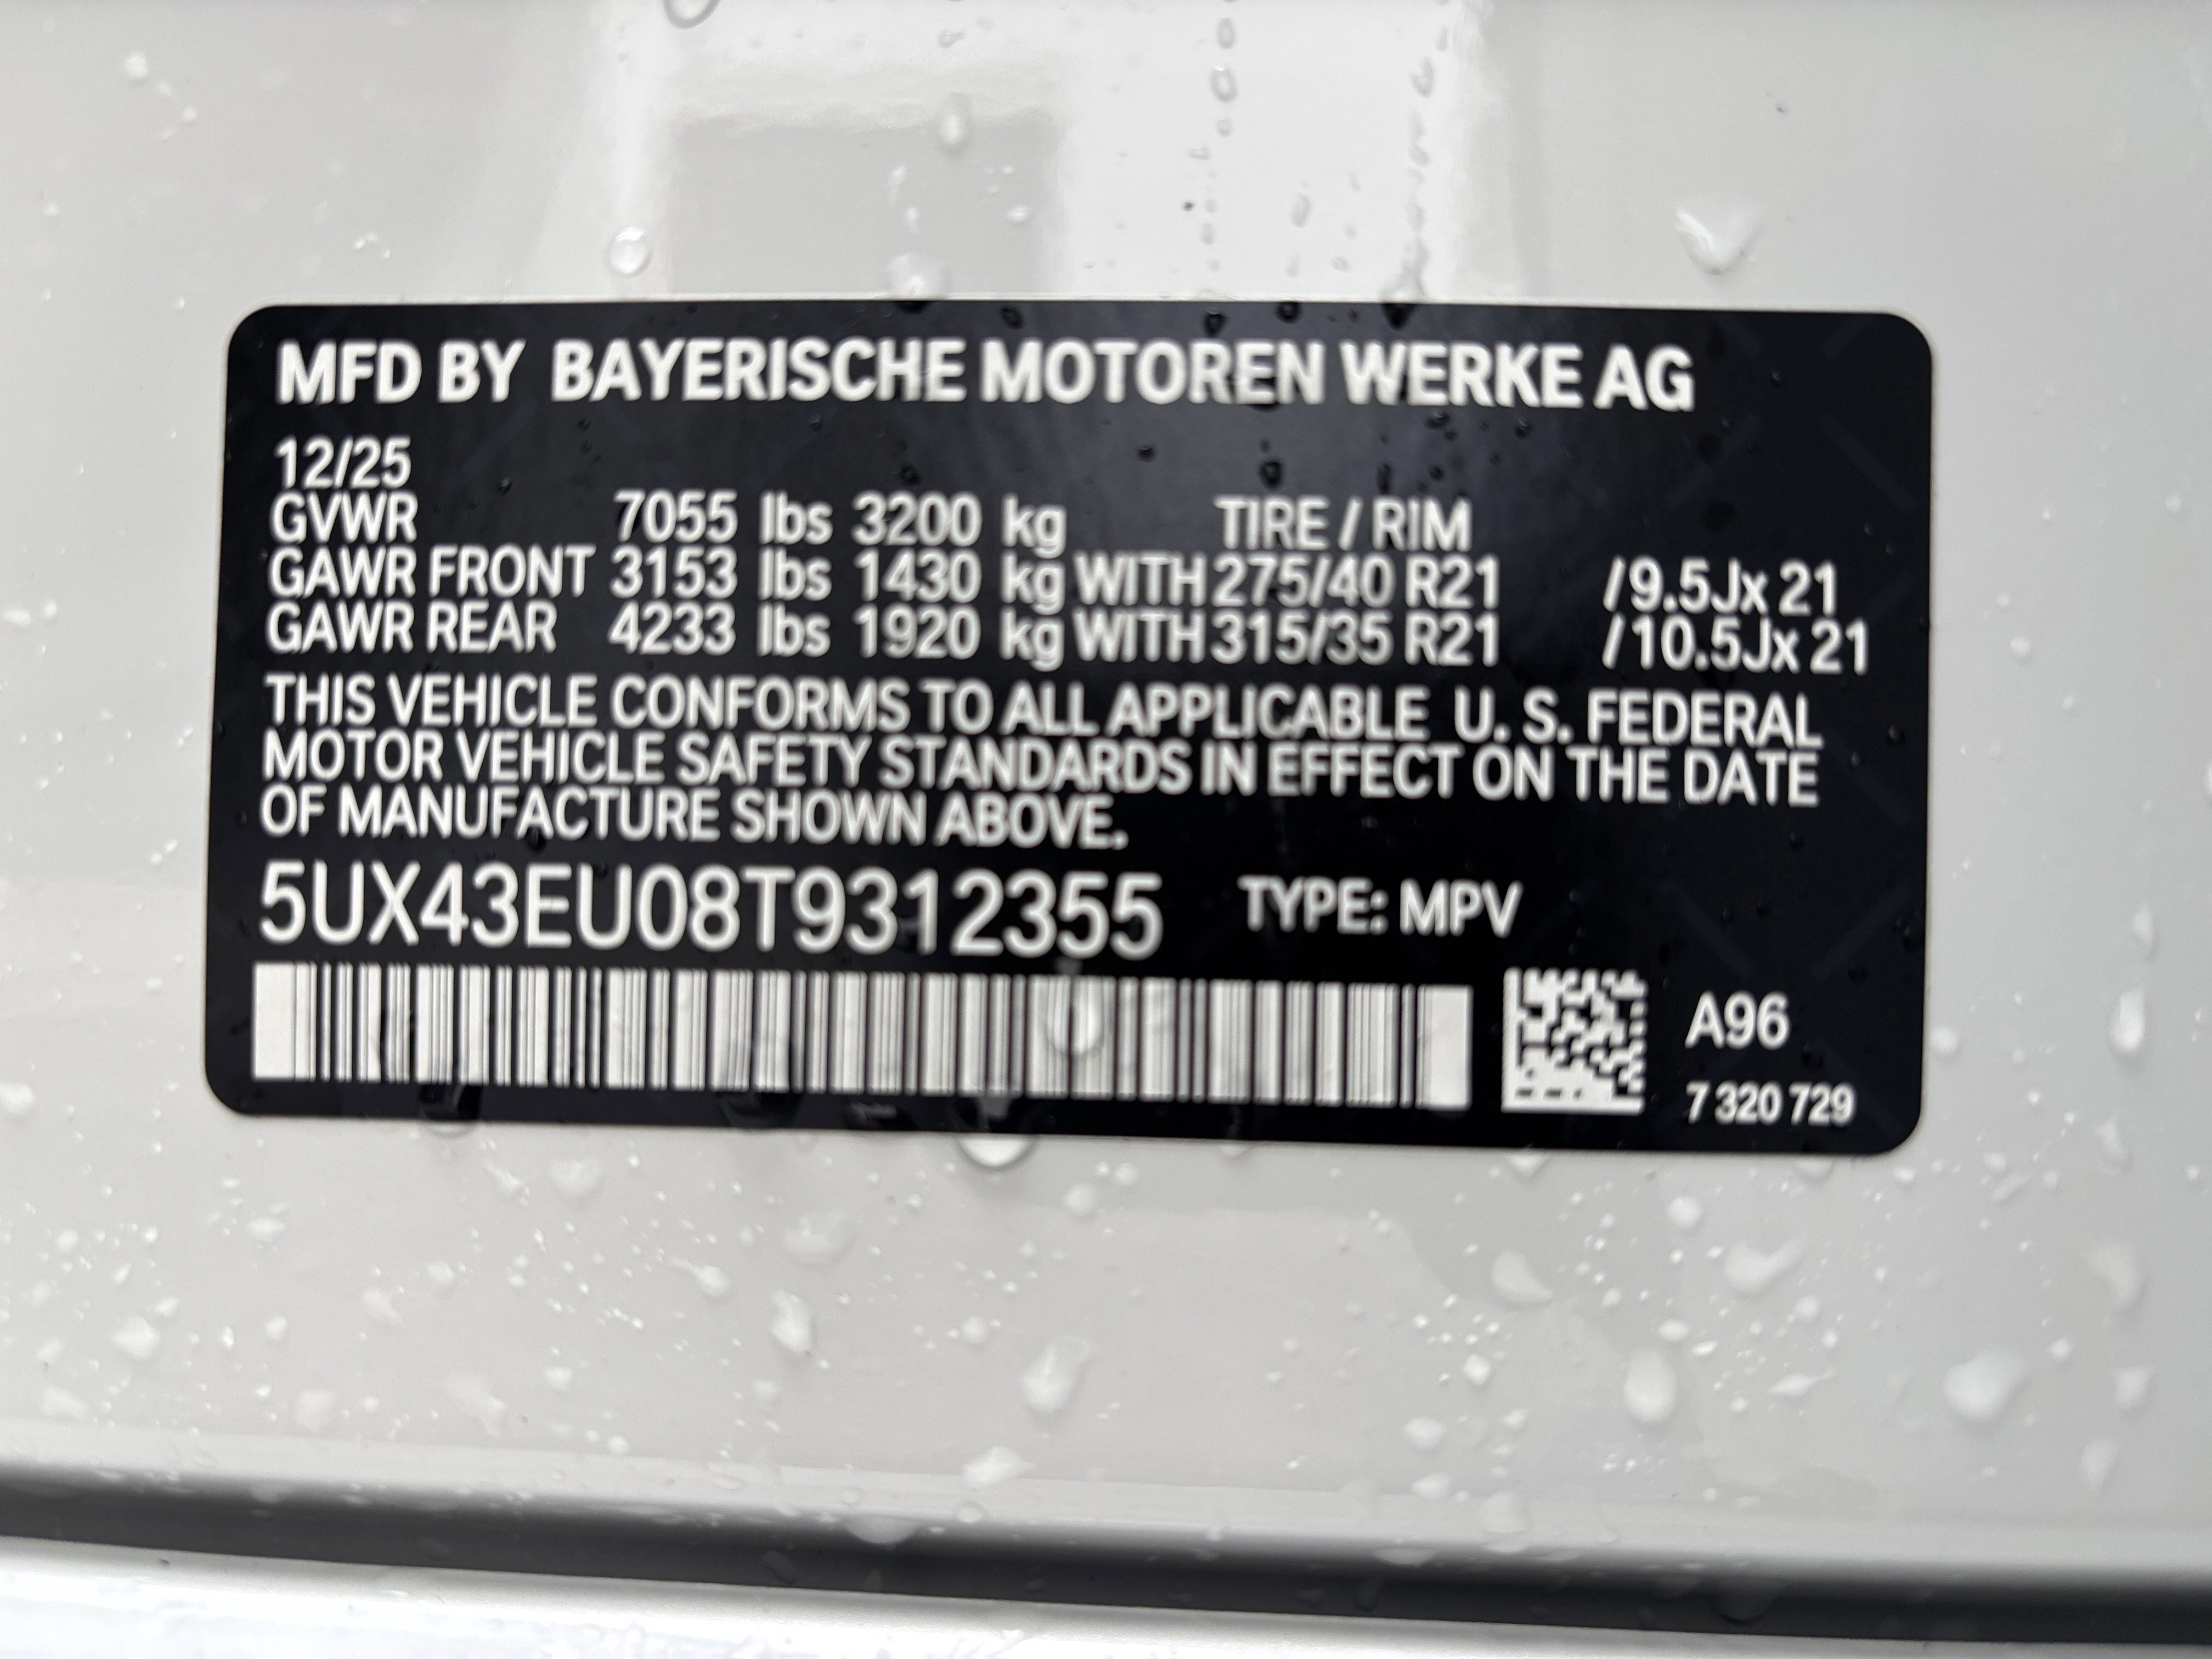 MFD BY BAYERISCHE MOTOREN WERKE AG
12/25
GVWR 7055 lbs 3200 kg TIRE / RIM
GAWR FRONT 3153 lbs 1430 kg WITH 275/40 R21 /9.5Jx 21
GAWR REAR 4233 lbs 1920 kg WITH 315/35 R21 /10.5Jx 21
THIS VEHICLE CONFORMS TO ALL APPLICABLE U. S. FEDERAL
MOTOR VEHICLE SAFETY STANDARDS IN EFFECT ON THE DATE
OF MANUFACTURE SHOWN ABOVE.
5UX43EU08T9312355 TYPE: MPV
A96
7 320 729